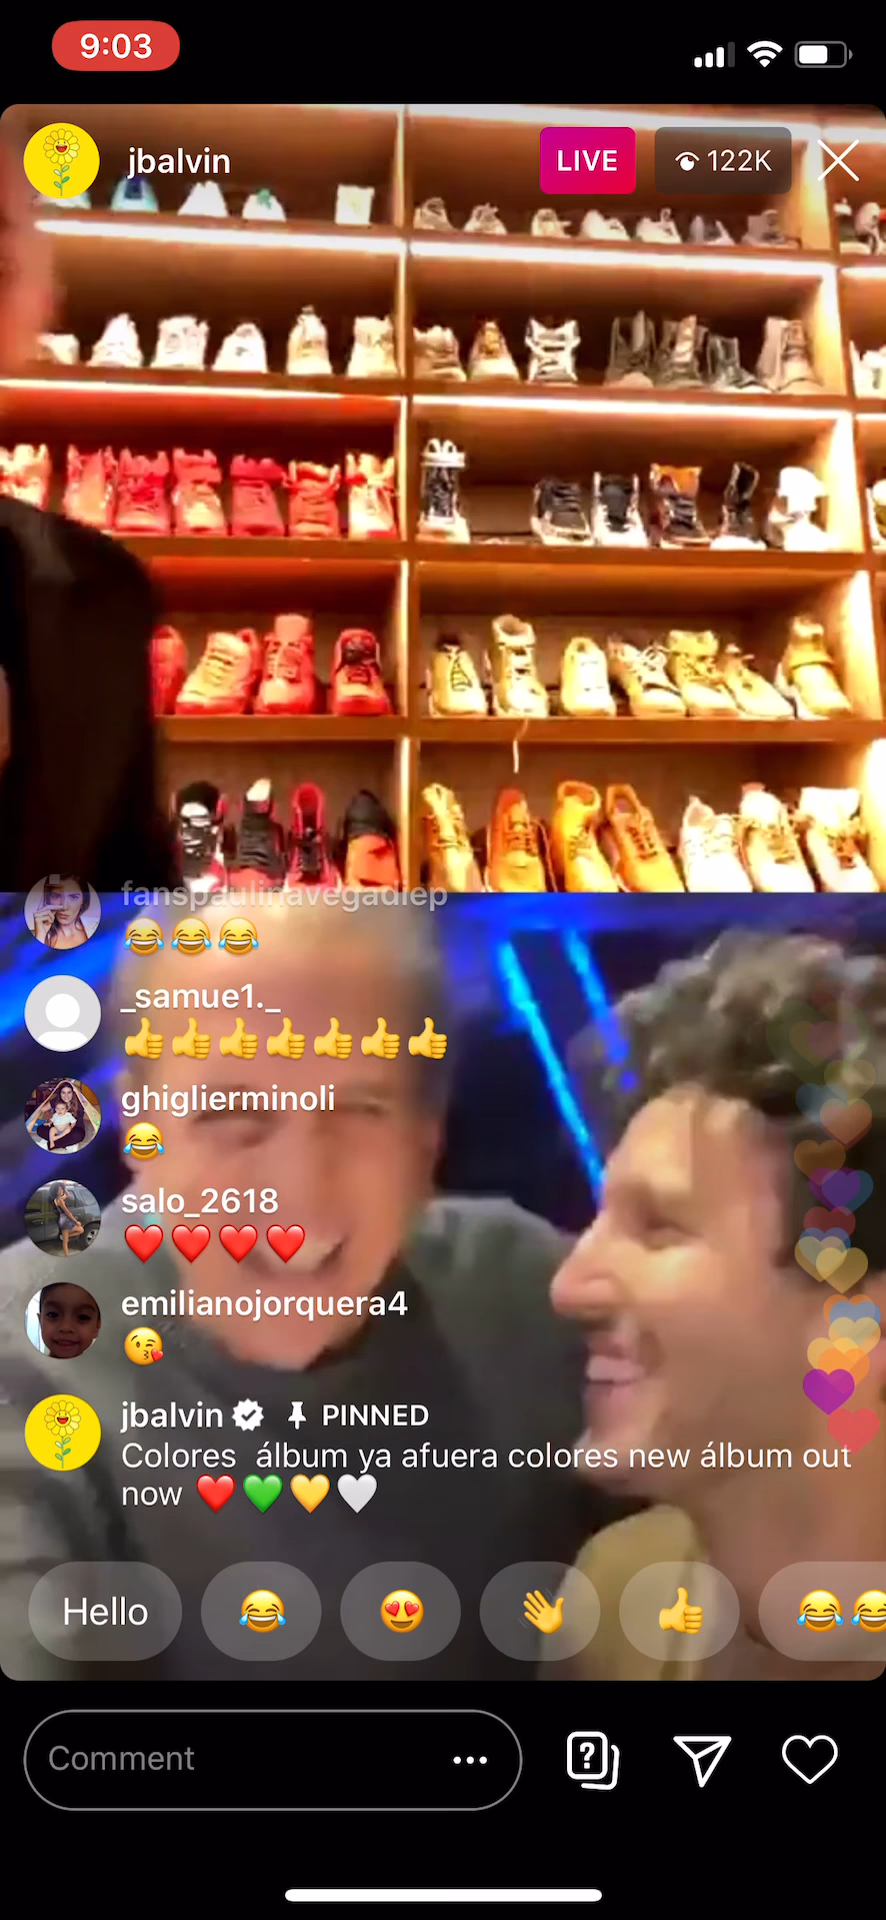 9:03
jbalvin
LIVE
122K
fanspaulinavegadiep
😂😂😂
_samue1._
👍👍👍👍👍👍👍
ghiglierminoli
😂
salo_2618
❤️❤️❤️❤️
emilianojorquera4
😘
jbalvin PINNED
Colores álbum ya afuera colores new álbum out
now ❤️💚💛🤍
Hello 😂 😍 👋 👍 😂😂
Comment ...